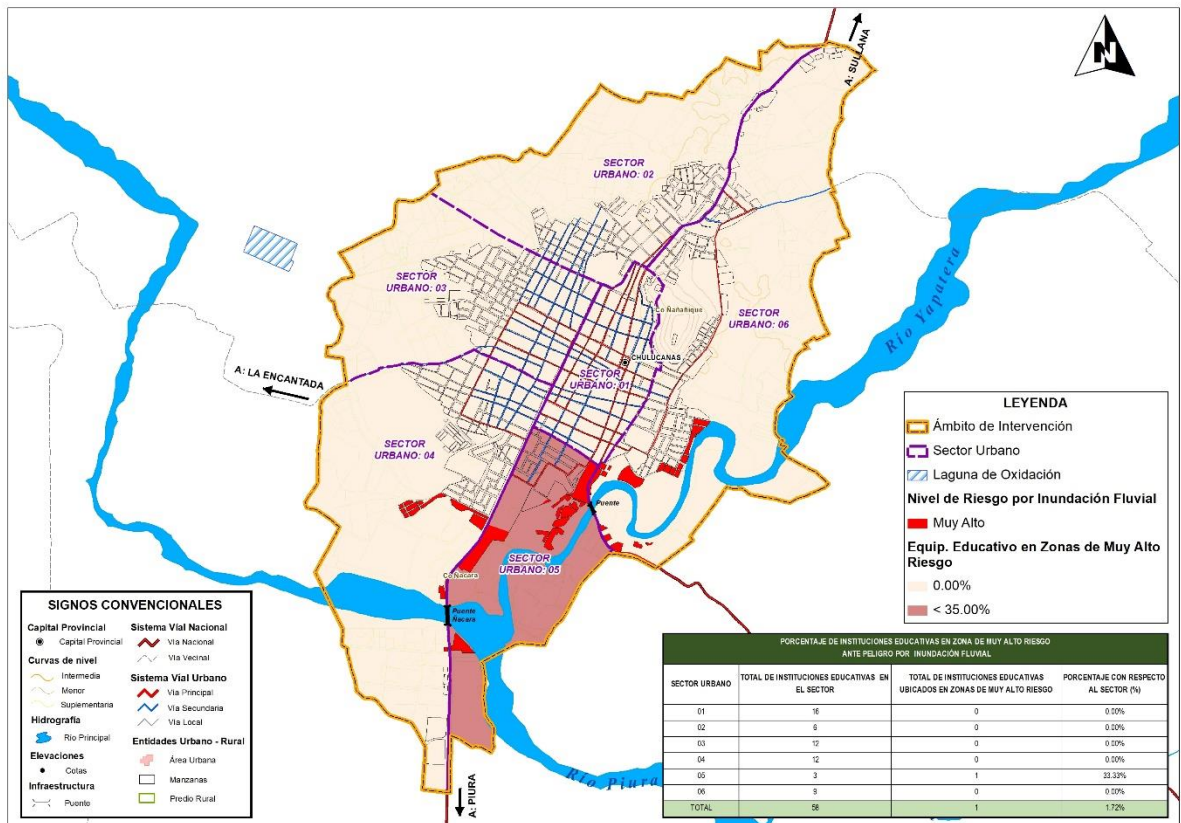 A: SULLANA
N
SECTOR
URBANO: 02
SECTOR
URBANO: 03
Co Ñañañique
SECTOR
URBANO: 06
Río Yapatera
CHULUCANAS
SECTOR
URBANO: 01
A: LA ENCANTADA
SECTOR
URBANO: 04
Puente
SECTOR
URBANO: 05
Co Ñacara
Puente
Ñacara
Río Piura
A: PIURA
LEYENDA
Ámbito de Intervención
Sector Urbano
Laguna de Oxidación
Nivel de Riesgo por Inundación Fluvial
Muy Alto
Equip. Educativo en Zonas de Muy Alto
Riesgo
0.00%
< 35.00%
SIGNOS CONVENCIONALES
Capital Provincial
Capital Provincial
Curvas de nivel
Intermedia
Menor
Suplementaria
Hidrografía
Río Principal
Elevaciones
Cotas
Infraestructura
Puente
Sistema Vial Nacional
Vía Nacional
Vía Vecinal
Sistema Vial Urbano
Vía Principal
Vía Secundaria
Vía Local
Entidades Urbano - Rural
Área Urbana
Manzanas
Predio Rural
PORCENTAJE DE INSTITUCIONES EDUCATIVAS EN ZONA DE MUY ALTO RIESGO
ANTE PELIGRO POR INUNDACIÓN FLUVIAL
SECTOR URBANO TOTAL DE INSTITUCIONES EDUCATIVAS EN EL SECTOR TOTAL DE INSTITUCIONES EDUCATIVAS UBICADOS EN ZONAS DE MUY ALTO RIESGO PORCENTAJE CON RESPECTO AL SECTOR (%)
01 16 0 0.00%
02 6 0 0.00%
03 12 0 0.00%
04 12 0 0.00%
05 3 1 33.33%
06 9 0 0.00%
TOTAL 58 1 1.72%